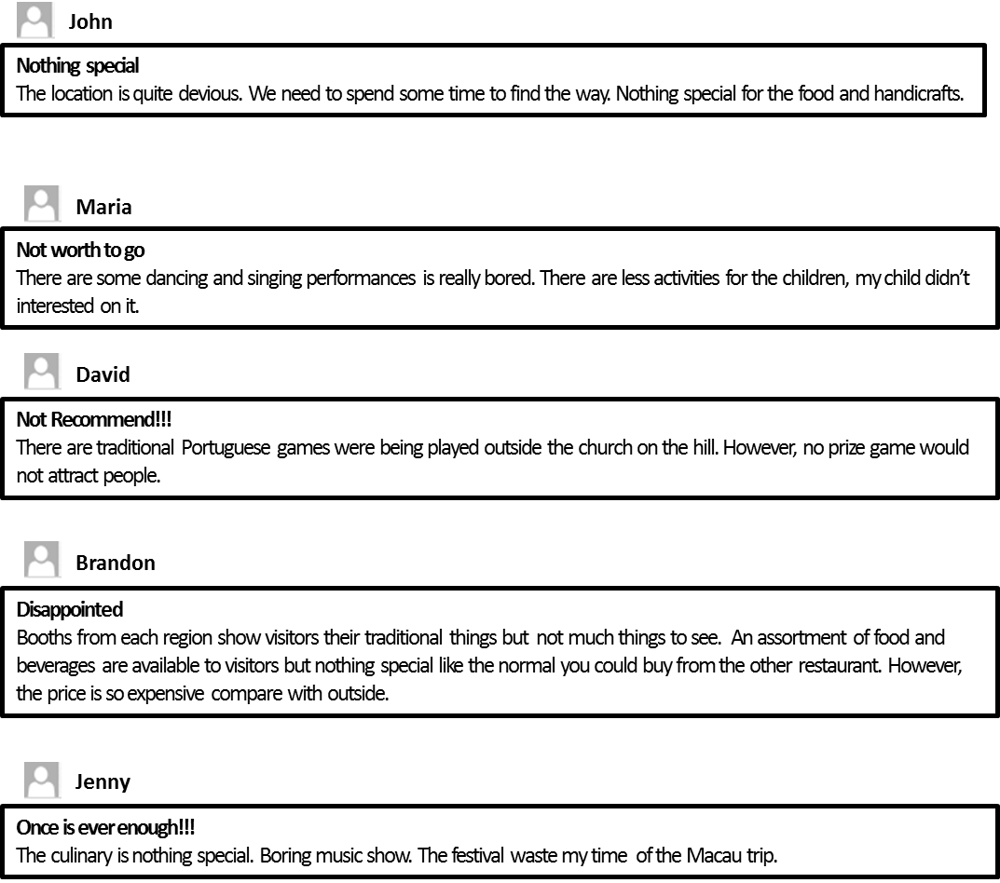 John
Nothing special
The location is quite devious. We need to spend some time to find the way. Nothing special for the food and handicrafts.
Maria
Not worth to go
There are some dancing and singing performances is really bored. There are less activities for the children, my child didn't
interested on it.
David
Not Recommend!!!
There are traditional Portuguese games were being played outside the church on the hill. However, no prize game would
not attract people.
Brandon
Disappointed
Booths from each region show visitors their traditional things but not much things to see. An assortment of food and
beverages are available to visitors but nothing special like the normal you could buy from the other restaurant. However,
the price is so expensive compare with outside.
Jenny
Once is ever enough!!!
The culinary is nothing special. Boring music show. The festival waste my time of the Macau trip.